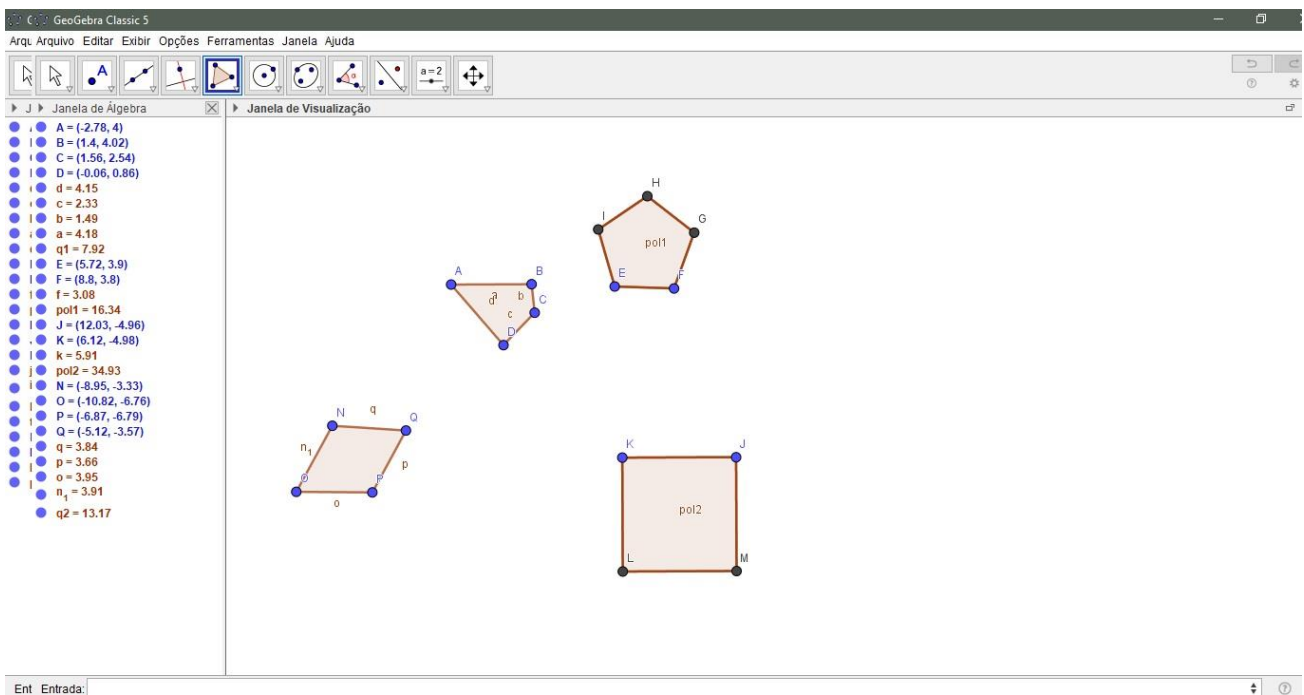 GeoGebra Classic 5
Arqu Arquivo Editar Exibir Opções Ferramentas Janela Ajuda
A
a=2
J Janela de Álgebra
Janela de Visualização
A = (-2.78, 4)
B = (1.4, 4.02)
C = (1.56, 2.54)
D = (-0.06, 0.86)
d = 4.15
c = 2.33
b = 1.49
a = 4.18
q1 = 7.92
E = (5.72, 3.9)
F = (8.8, 3.8)
f = 3.08
pol1 = 16.34
J = (12.03, -4.96)
K = (6.12, -4.98)
k = 5.91
pol2 = 34.93
N = (-8.95, -3.33)
O = (-10.82, -6.76)
P = (-6.87, -6.79)
Q = (-5.12, -3.57)
q = 3.84
p = 3.66
o = 3.95
n₁ = 3.91
q2 = 13.17
H
I
G
pol1
E
F
A
B
a
d
b
C
c
D
N
q
Q
n₁
p
O
P
o
K
J
pol2
L
M
Ent Entrada: